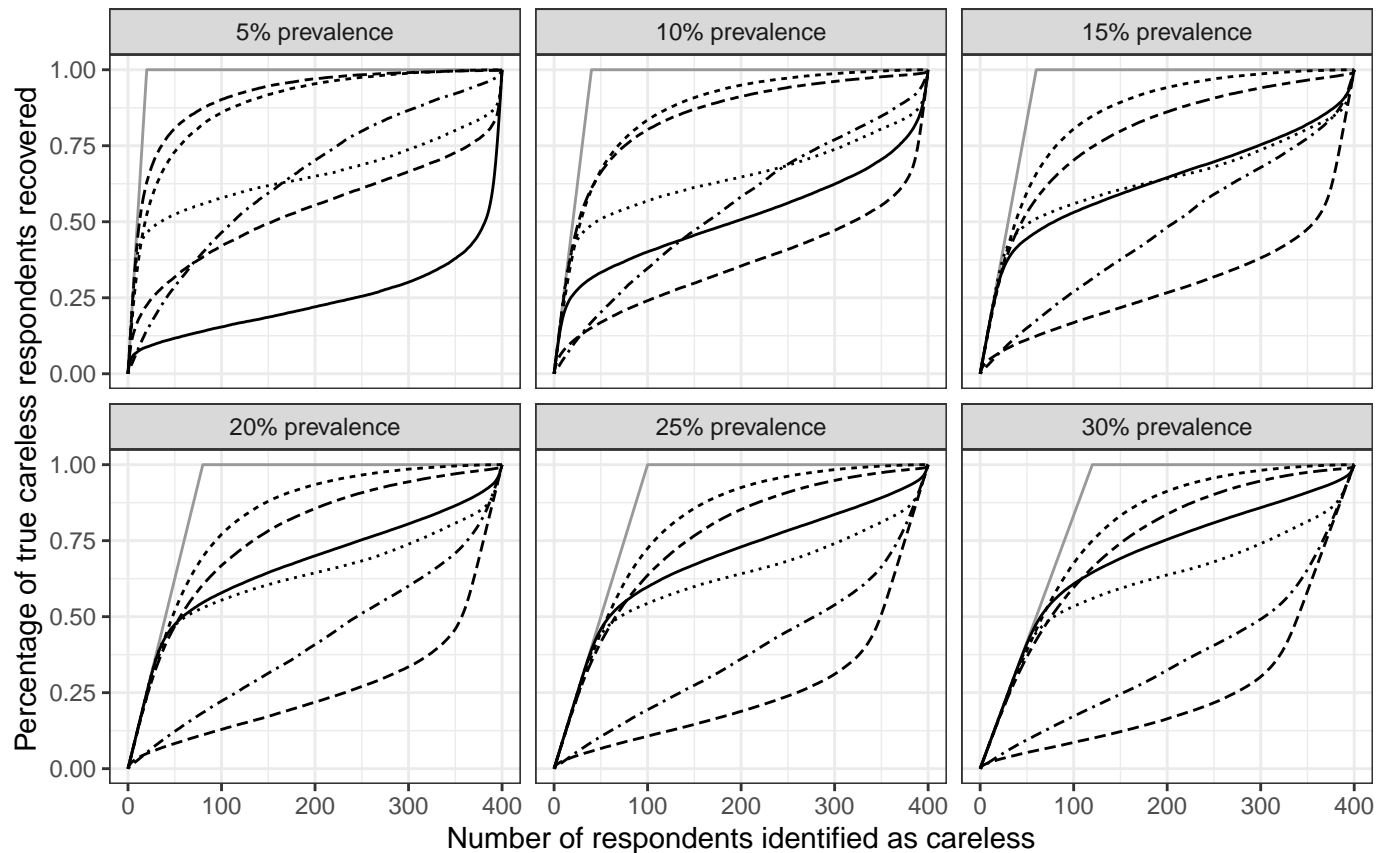 5% prevalence 10% prevalence 15% prevalence
1.00
0.75
0.50
0.25
0.00
20% prevalence 25% prevalence 30% prevalence
1.00
0.75
0.50
0.25
0.00
0 100 200 300 400 0 100 200 300 400 0 100 200 300 400
Number of respondents identified as careless
Percentage of true careless respondents recovered